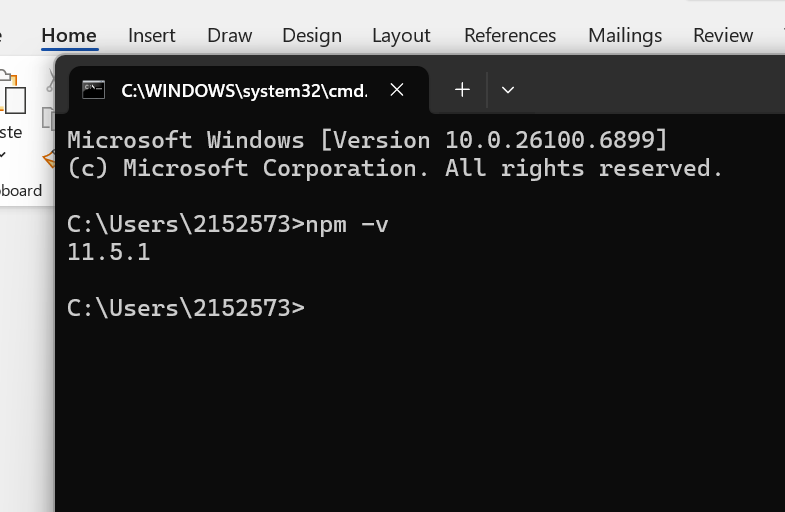 Home Insert Draw Design Layout References Mailings Review
C:\WINDOWS\system32\cmd.
ste
board
Microsoft Windows [Version 10.0.26100.6899]
(c) Microsoft Corporation. All rights reserved.
C:\Users\2152573>npm -v
11.5.1
C:\Users\2152573>